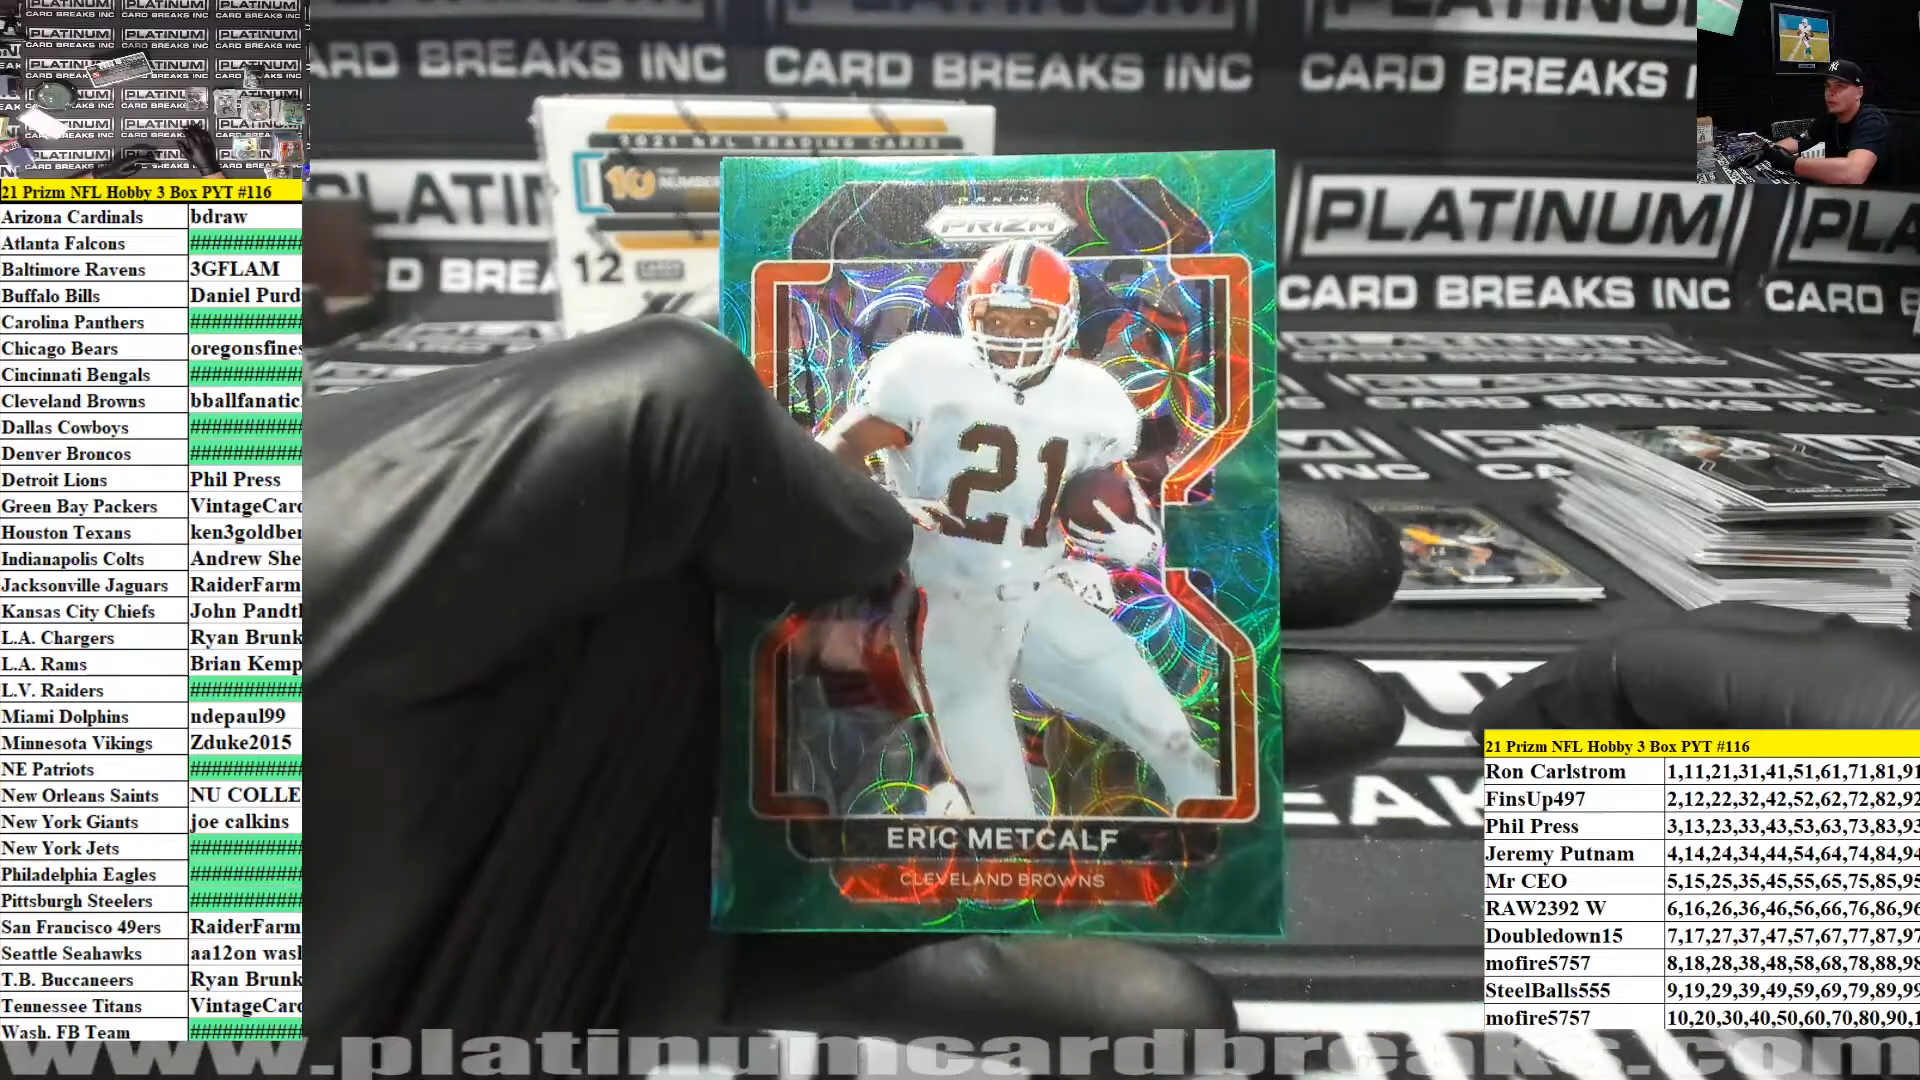 PLATINUM PLATINUM PLATINUM
CARD BREAKS INC CARD BREAKS INC CARD BREAKS INC
21 Prizm NFL Hobby 3 Box PYT #116
Arizona Cardinals bdraw
Atlanta Falcons ############
Baltimore Ravens 3GFLAM
Buffalo Bills Daniel Purd
Carolina Panthers ############
Chicago Bears oregonsfines
Cincinnati Bengals ############
Cleveland Browns bballfanatic
Dallas Cowboys ############
Denver Broncos ############
Detroit Lions Phil Press
Green Bay Packers VintageCard
Houston Texans ken3goldber
Indianapolis Colts Andrew She
Jacksonville Jaguars RaiderFarm
Kansas City Chiefs John Pandtl
L.A. Chargers Ryan Brunk
L.A. Rams Brian Kemp
L.V. Raiders ############
Miami Dolphins ndepaul99
Minnesota Vikings Zduke2015
NE Patriots ############
New Orleans Saints NU COLLE
New York Giants joe calkins
New York Jets ############
Philadelphia Eagles ############
Pittsburgh Steelers ############
San Francisco 49ers RaiderFarm
Seattle Seahawks aa12on wasl
T.B. Buccaneers Ryan Brunk
Tennessee Titans VintageCard
Wash. FB Team ############
2021 NFL TRADING CARDS
10
12
PANINI
PRIZM
21
ERIC METCALF
CLEVELAND BROWNS
PLATINUM
CARD BREAKS INC
21 Prizm NFL Hobby 3 Box PYT #116
Ron Carlstrom 1,11,21,31,41,51,61,71,81,91
FinsUp497 2,12,22,32,42,52,62,72,82,92
Phil Press 3,13,23,33,43,53,63,73,83,93
Jeremy Putnam 4,14,24,34,44,54,64,74,84,94
Mr CEO 5,15,25,35,45,55,65,75,85,95
RAW2392 W 6,16,26,36,46,56,66,76,86,96
Doubledown15 7,17,27,37,47,57,67,77,87,97
mofire5757 8,18,28,38,48,58,68,78,88,98
SteelBalls555 9,19,29,39,49,59,69,79,89,99
mofire5757 10,20,30,40,50,60,70,80,90,1
www.platinumcardbreaks.com